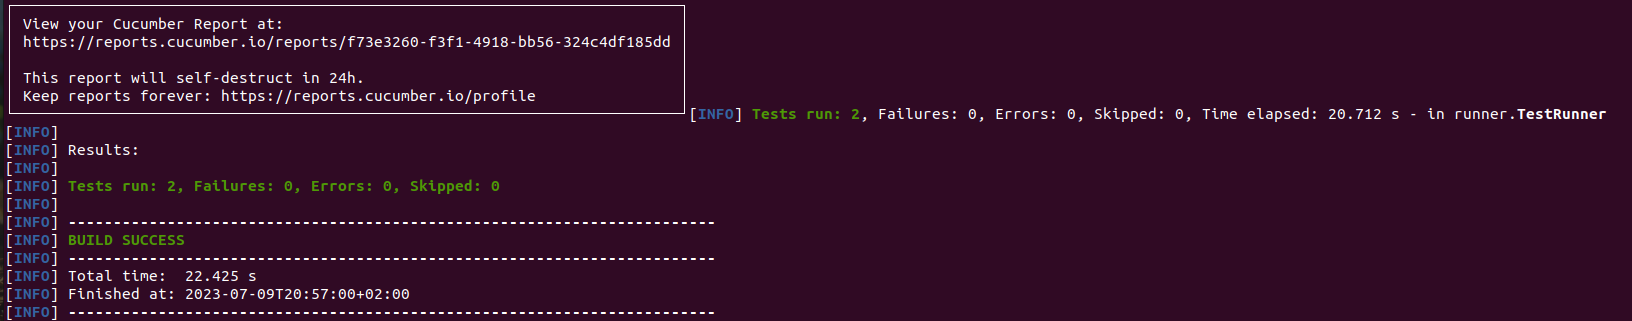 View your Cucumber Report at:
https://reports.cucumber.io/reports/f73e3260-f3f1-4918-bb56-324c4df185dd
This report will self-destruct in 24h.
Keep reports forever: https://reports.cucumber.io/profile
[INFO] Tests run: 2, Failures: 0, Errors: 0, Skipped: 0, Time elapsed: 20.712 s - in runner.TestRunner
[INFO]
[INFO] Results:
[INFO]
[INFO] Tests run: 2, Failures: 0, Errors: 0, Skipped: 0
[INFO]
[INFO] ------------------------------------------------------------------------
[INFO] BUILD SUCCESS
[INFO] ------------------------------------------------------------------------
[INFO] Total time:  22.425 s
[INFO] Finished at: 2023-07-09T20:57:00+02:00
[INFO] ------------------------------------------------------------------------